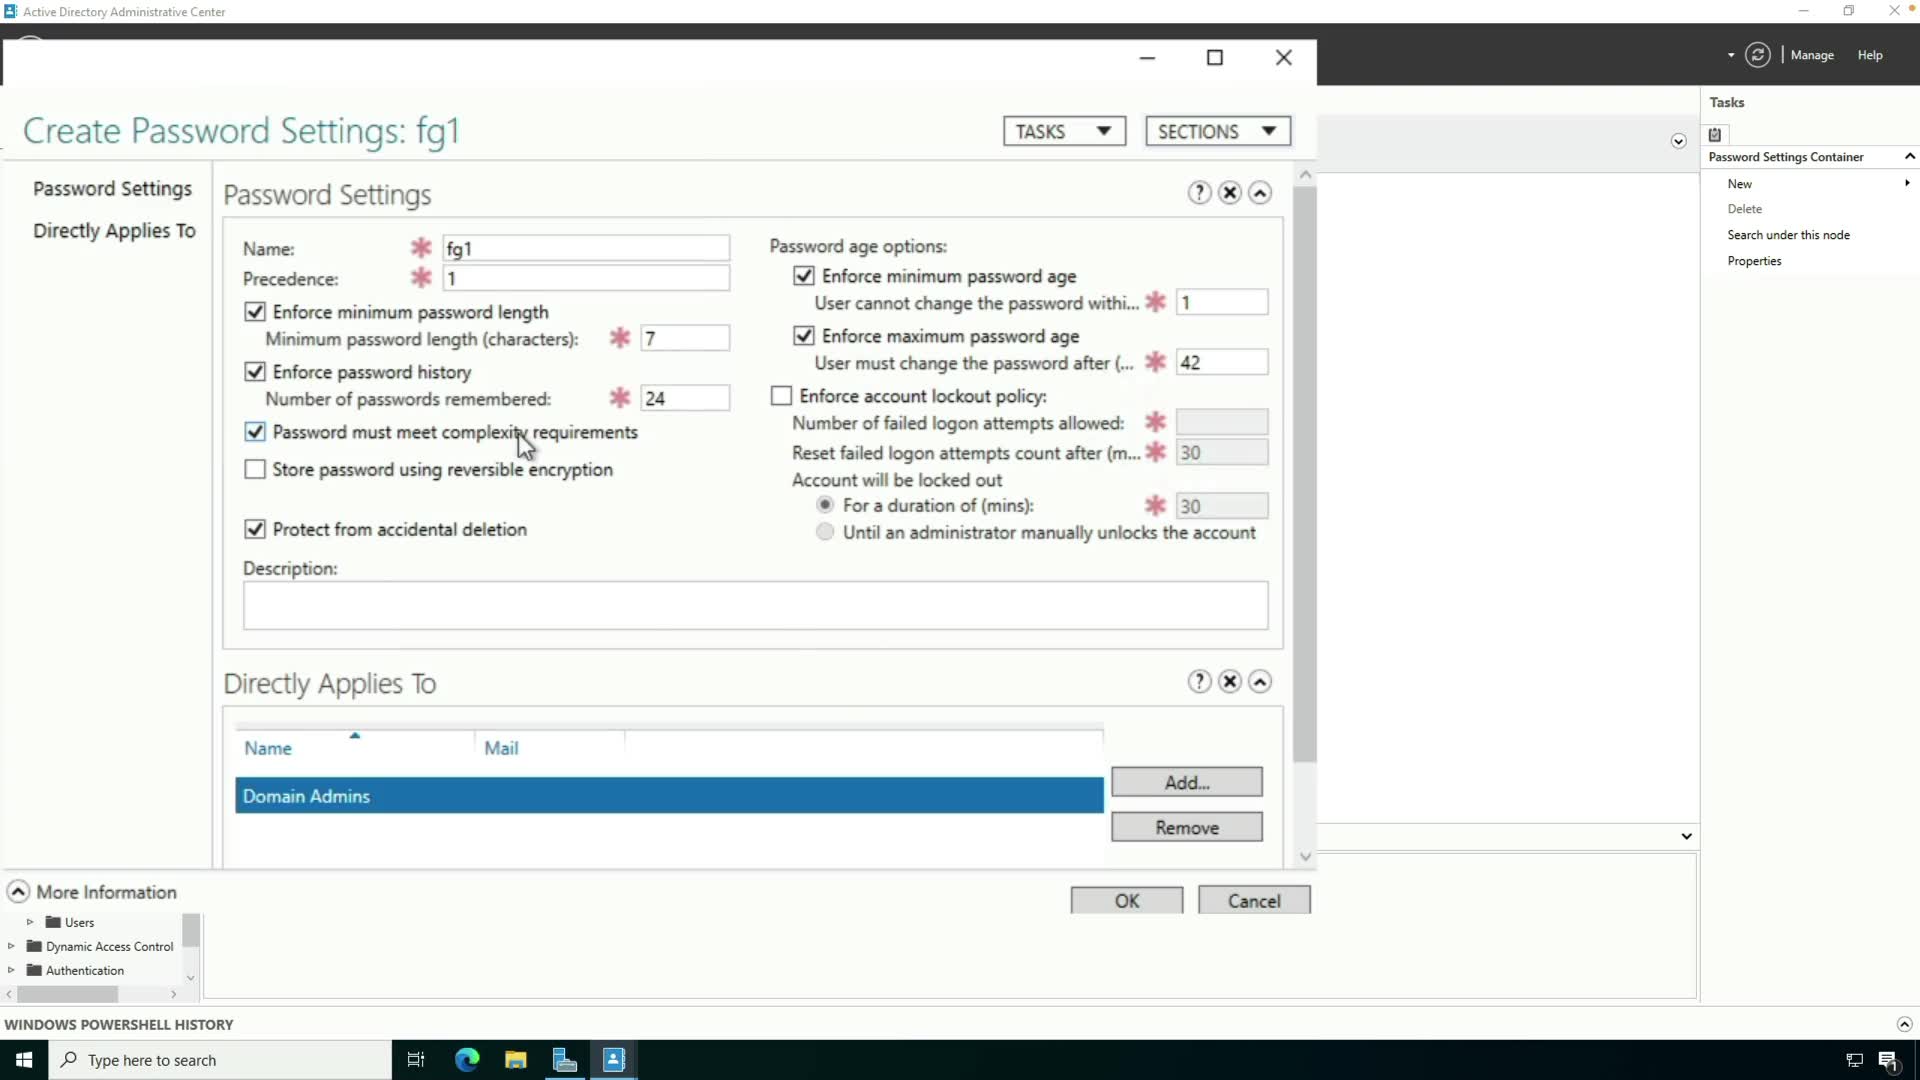 Active Directory Administrative Center
Manage
Help
Create Password Settings: fg1
TASKS
SECTIONS
Password Settings
Directly Applies To
Password Settings
Name:
fg1
Precedence:
1
Enforce minimum password length
Minimum password length (characters):
7
Enforce password history
Number of passwords remembered:
24
Password must meet complexity requirements
Store password using reversible encryption
Protect from accidental deletion
Password age options:
Enforce minimum password age
User cannot change the password withi...
1
Enforce maximum password age
User must change the password after (...
42
Enforce account lockout policy:
Number of failed logon attempts allowed:
Reset failed logon attempts count after (m...
30
Account will be locked out
For a duration of (mins):
30
Until an administrator manually unlocks the account
Description:
Directly Applies To
Name
Mail
Domain Admins
Add...
Remove
More Information
OK
Cancel
Tasks
Password Settings Container
New
Delete
Search under this node
Properties
Users
Dynamic Access Control
Authentication
WINDOWS POWERSHELL HISTORY
Type here to search
1